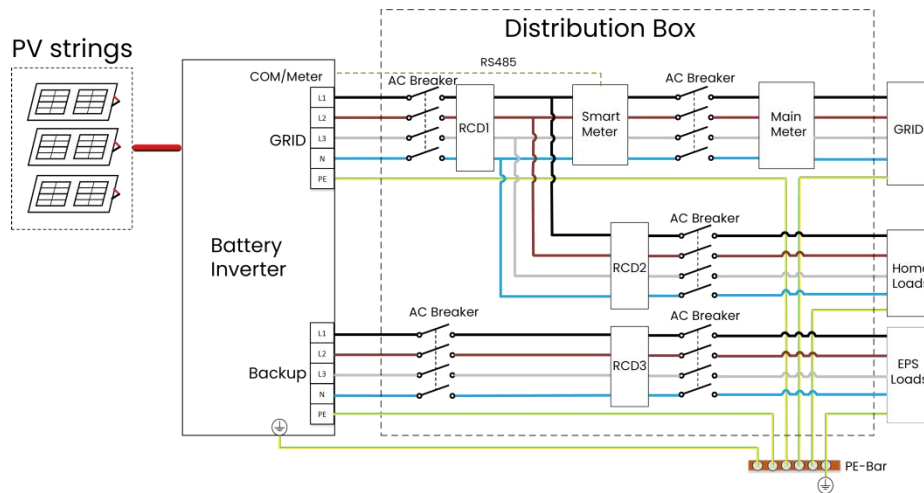 Distribution Box
PV strings
COM/Meter
RS485
AC Breaker
AC Breaker
L1
L2
L3
N
PE
GRID
RCD1
Smart
Meter
Main
Meter
GRID
Battery
Inverter
AC Breaker
RCD2
Home
Loads
AC Breaker
AC Breaker
L1
L2
L3
N
PE
Backup
RCD3
EPS
Loads
PE-Bar